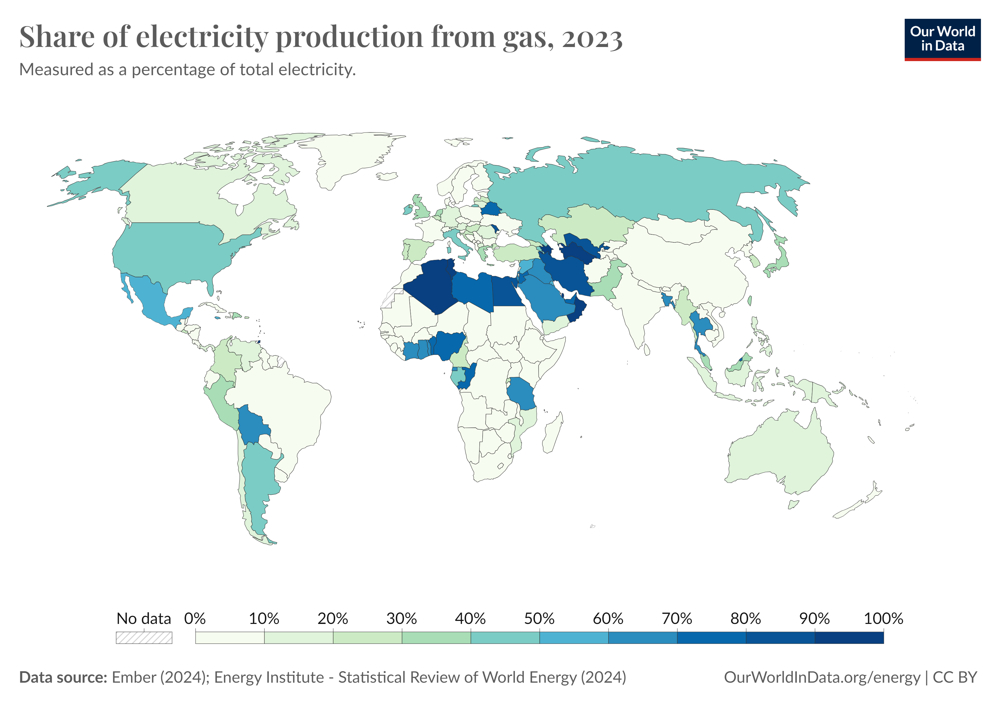 Share of electricity production from gas, 2023
Our World
in Data
Measured as a percentage of total electricity.
No data 0% 10% 20% 30% 40% 50% 60% 70% 80% 90% 100%
Data source: Ember (2024); Energy Institute - Statistical Review of World Energy (2024)
OurWorldInData.org/energy | CC BY